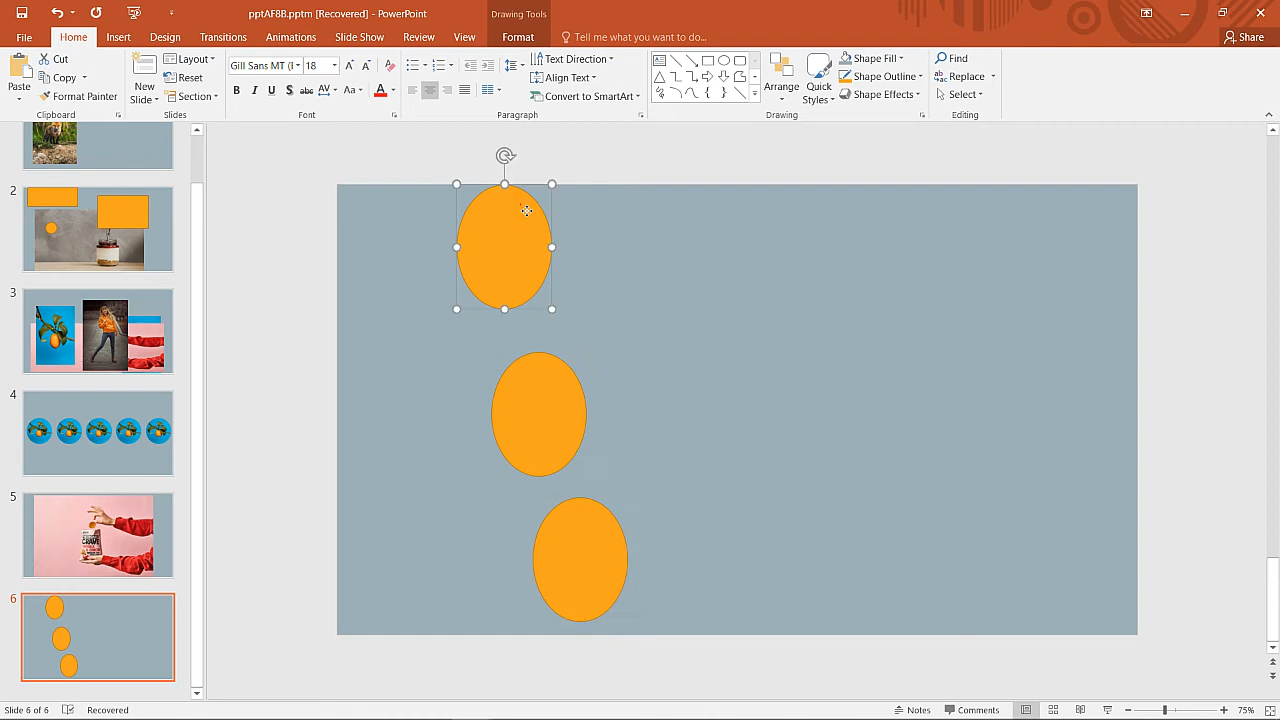 pptAF8B.pptm [Recovered] - PowerPoint
Drawing Tools
File Home Insert Design Transitions Animations Slide Show Review View Format Tell me what you want to do... Share
Paste
Cut
Copy
Format Painter
Clipboard
New Slide
Layout
Reset
Section
Slides
Gill Sans MT (I 18
B I U S abc AV Aa A
Font
Text Direction
Align Text
Convert to SmartArt
Paragraph
Arrange
Quick Styles
Shape Fill
Shape Outline
Shape Effects
Drawing
Find
Replace
Select
Editing
2
3
4
5
6
CRAVE
Slide 6 of 6 Recovered Notes Comments 75%